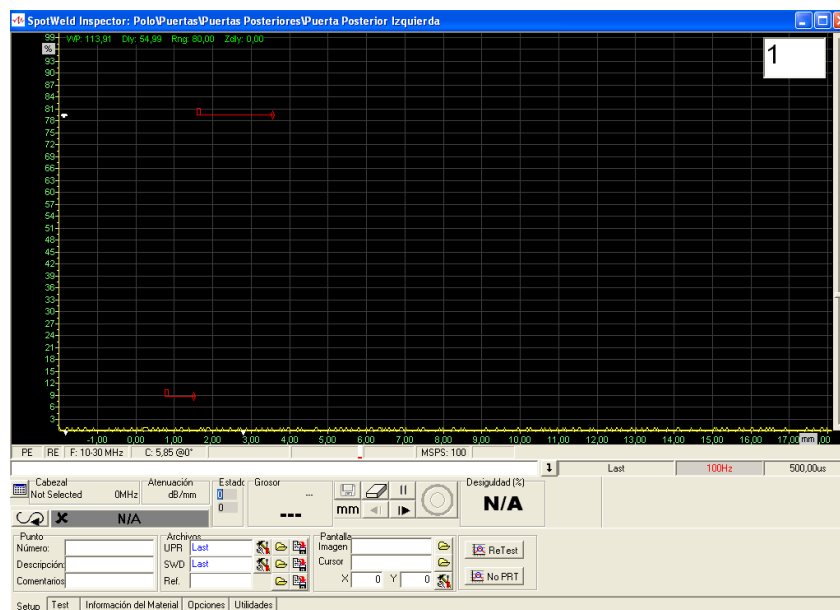 SpotWeld Inspector: Polo\Puertas\Puertas Posteriores\Puerta Posterior Izquierda
99 WP: 113,91 Dly: 54,99 Rng: 80,00 Zdly: 0,00
%
1
93
90
87
84
81
78
75
72
69
66
63
60
57
54
51
48
45
42
39
36
33
30
27
24
21
18
15
12
9
6
3
-1,00 0,00 1,00 2,00 3,00 4,00 5,00 6,00 7,00 8,00 9,00 10,00 11,00 12,00 13,00 14,00 15,00 16,00 17,00 mm
PE RE F: 10-30 MHz C: 5,85 @0° MSPS: 100
Last 100Hz 500,00us
Cabezal Atenuación Estado Grosor Desiguldad (%)
Not Selected 0MHz dB/mm 0 ... N/A
0 --- mm
N/A
Punto Archivos Pantalla
Número: UPR Last Imagen ReTest
Descripción: SWD Last Cursor
Comentarios Ref. X 0 Y 0 No PRT
Setup Test Información del Material Opciones Utilidades